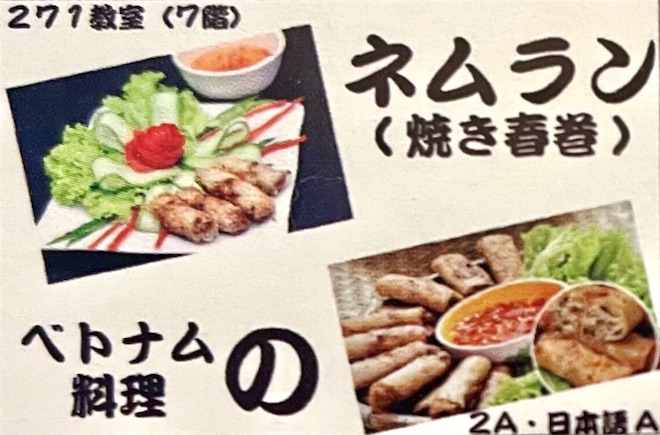 271教室（7階）
ネムラン
（焼き春巻）
ベトナム
料理
の
2A・日本語A